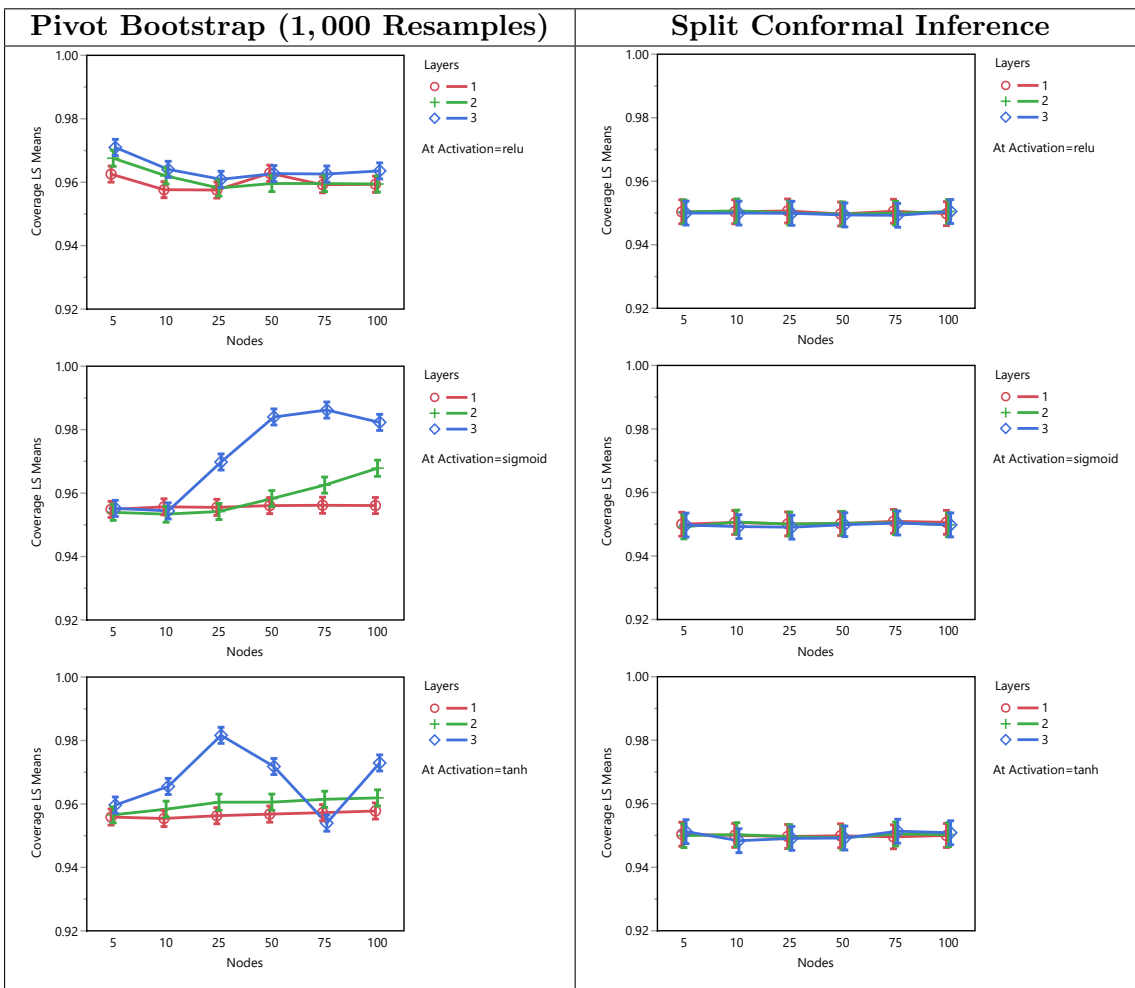 Pivot Bootstrap (1,000 Resamples)
Split Conformal Inference
1.00
0.98
0.96
0.94
0.92
Coverage LS Means
5 10 25 50 75 100
Nodes
Layers
1
2
3
At Activation=relu
1.00
0.98
0.96
0.94
0.92
Coverage LS Means
5 10 25 50 75 100
Nodes
Layers
1
2
3
At Activation=relu
1.00
0.98
0.96
0.94
0.92
Coverage LS Means
5 10 25 50 75 100
Nodes
Layers
1
2
3
At Activation=sigmoid
1.00
0.98
0.96
0.94
0.92
Coverage LS Means
5 10 25 50 75 100
Nodes
Layers
1
2
3
At Activation=sigmoid
1.00
0.98
0.96
0.94
0.92
Coverage LS Means
5 10 25 50 75 100
Nodes
Layers
1
2
3
At Activation=tanh
1.00
0.98
0.96
0.94
0.92
Coverage LS Means
5 10 25 50 75 100
Nodes
Layers
1
2
3
At Activation=tanh